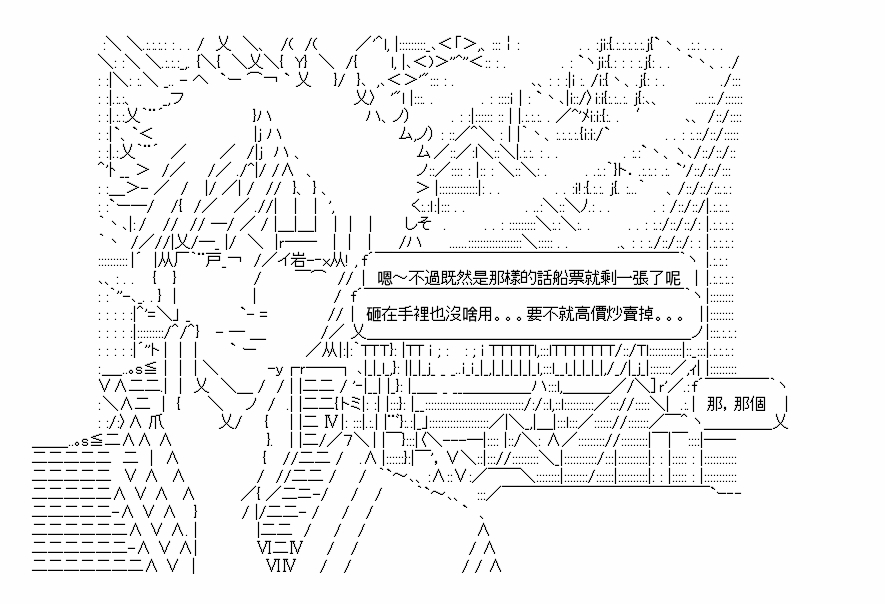 嗯～不過既然是那樣的話船票就剩一張了呢
砸在手裡也沒啥用。。。要不就高價炒賣掉。。。
那，那個